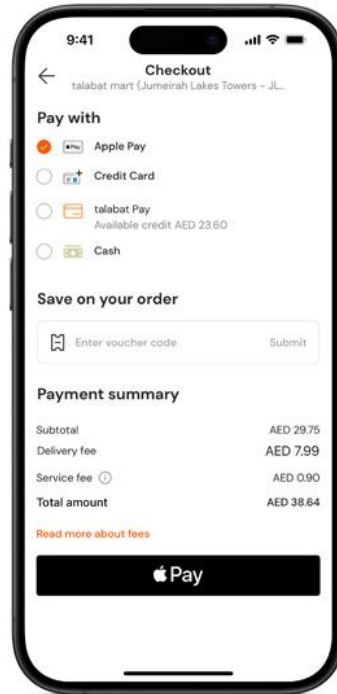 9:41
Checkout
talabat mart (Jumeirah Lakes Towers - JL...
Pay with
Pay Apple Pay
Credit Card
talabat Pay
Available credit AED 23.60
Cash
Save on your order
Enter voucher code Submit
Payment summary
Subtotal AED 29.75
Delivery fee AED 7.99
Service fee AED 0.90
Total amount AED 38.64
Read more about fees
Pay